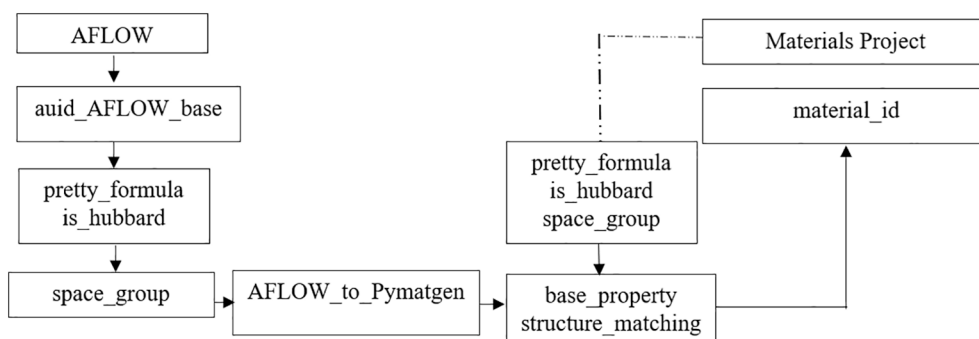 AFLOW
auid_AFLOW_base
pretty_formula
is_hubbard
space_group
AFLOW_to_Pymatgen
Materials Project
material_id
pretty_formula
is_hubbard
space_group
base_property
structure_matching